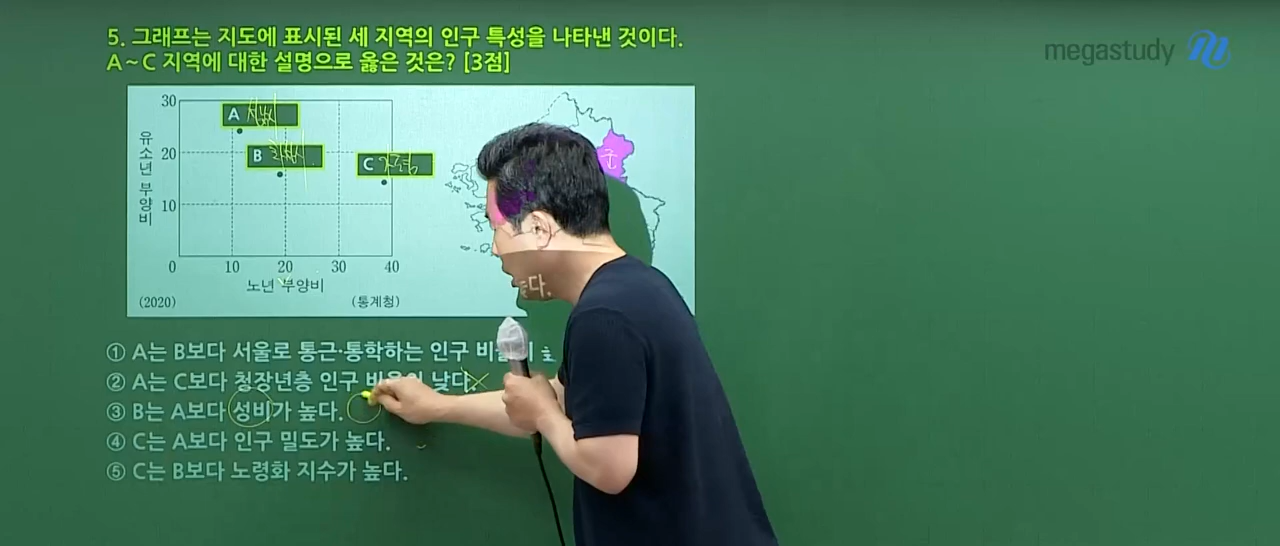 5. 그래프는 지도에 표시된 세 지역의 인구 특성을 나타낸 것이다.
A~C 지역에 대한 설명으로 옳은 것은? [3점]
megastudy
30
20
10
유소년 부양비
A
B
C
군
0 10 20 30 40
노년 부양비
(2020)
(통계청)
① A는 B보다 서울로 통근·통학하는 인구
② A는 C보다 청장년층 인구 비율이 낮다.
③ B는 A보다 성비가 높다.
④ C는 A보다 인구 밀도가 높다.
⑤ C는 B보다 노령화 지수가 높다.